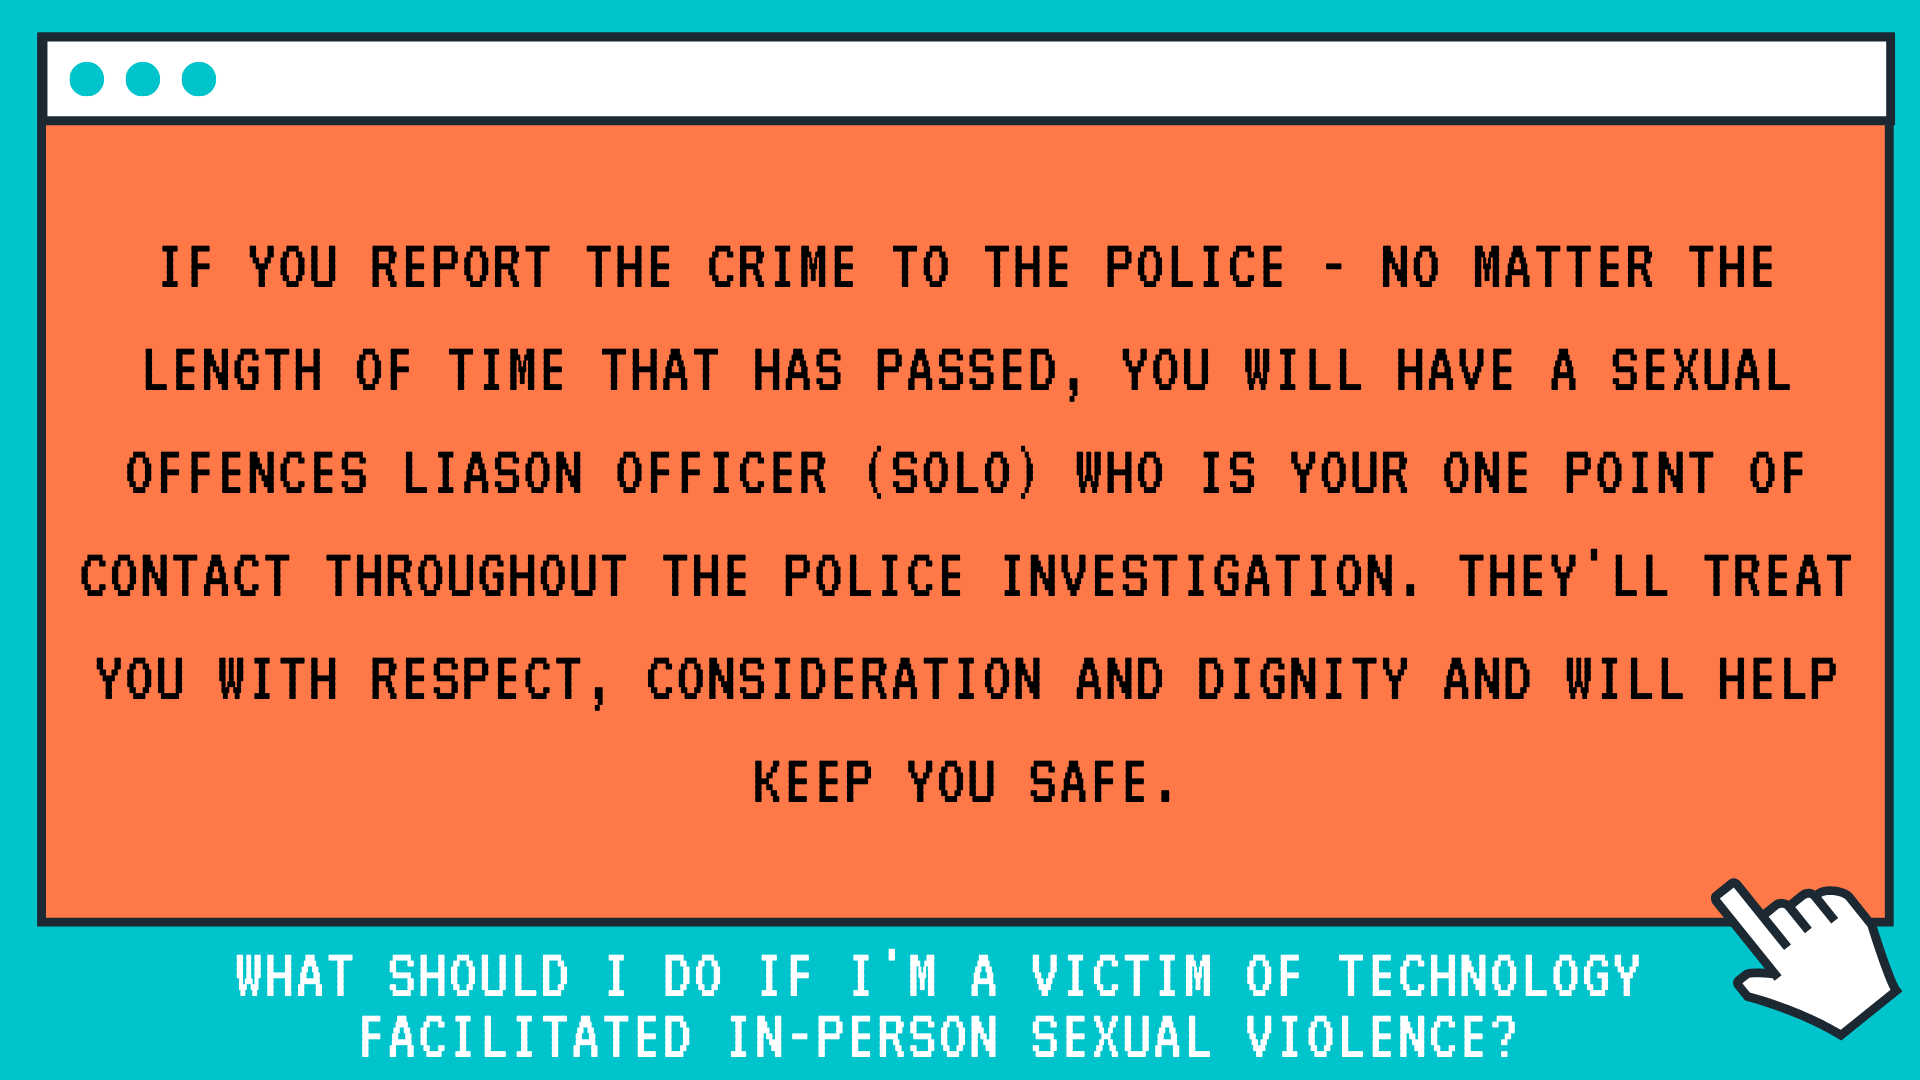 IF YOU REPORT THE CRIME TO THE POLICE - NO MATTER THE
LENGTH OF TIME THAT HAS PASSED, YOU WILL HAVE A SEXUAL
OFFENCES LIASON OFFICER (SOLO) WHO IS YOUR ONE POINT OF
CONTACT THROUGHOUT THE POLICE INVESTIGATION. THEY'LL TREAT
YOU WITH RESPECT, CONSIDERATION AND DIGNITY AND WILL HELP
KEEP YOU SAFE.
WHAT SHOULD I DO IF I'M A VICTIM OF TECHNOLOGY
FACILITATED IN-PERSON SEXUAL VIOLENCE?